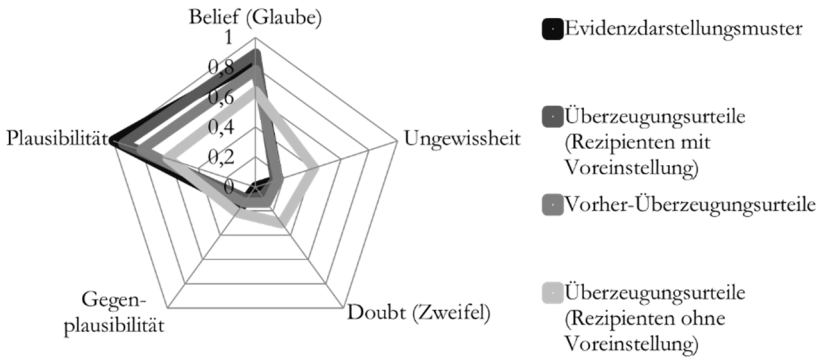 Belief (Glaube)
1
0,8
0,6
0,4
0,2
0
Plausibilität
Ungewissheit
Gegen-
plausibilität
Doubt (Zweifel)
Evidenzdarstellungsmuster
Überzeugungsurteile
(Rezipienten mit
Voreinstellung)
Vorher-Überzeugungsurteile
Überzeugungsurteile
(Rezipienten ohne
Voreinstellung)